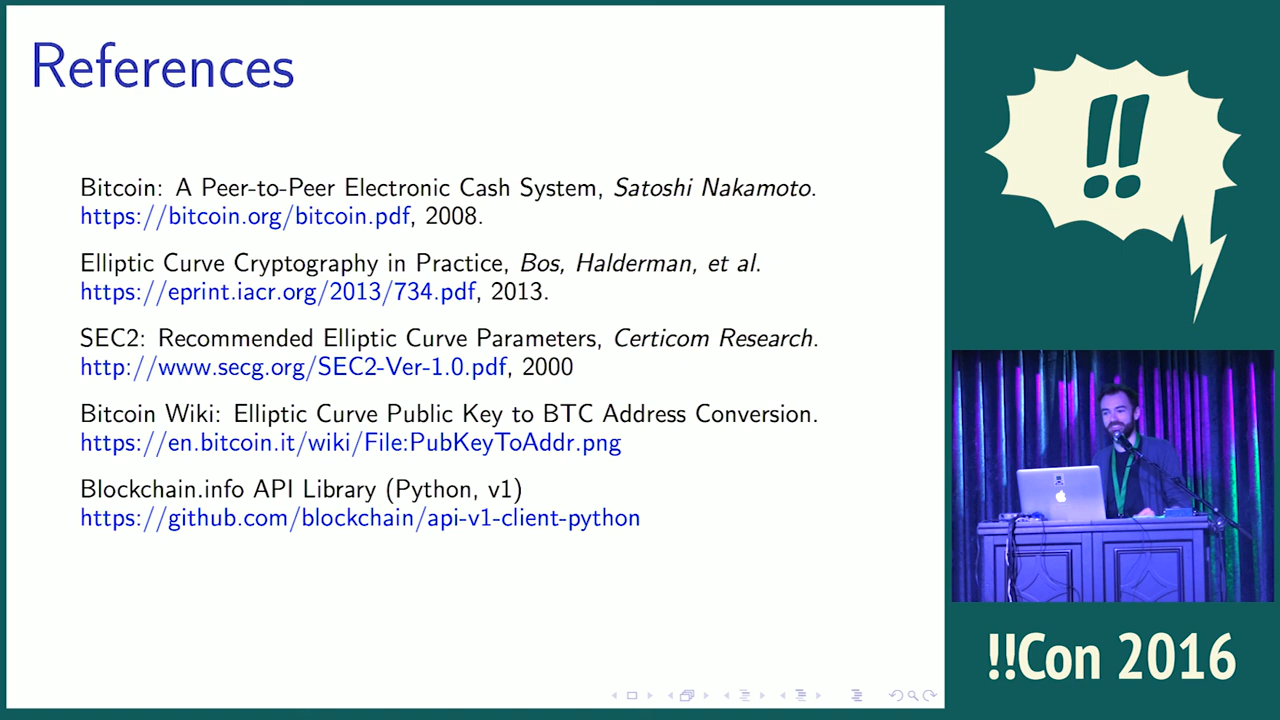 References
Bitcoin: A Peer-to-Peer Electronic Cash System, Satoshi Nakamoto.
https://bitcoin.org/bitcoin.pdf, 2008.
Elliptic Curve Cryptography in Practice, Bos, Halderman, et al.
https://eprint.iacr.org/2013/734.pdf, 2013.
SEC2: Recommended Elliptic Curve Parameters, Certicom Research.
http://www.secg.org/SEC2-Ver-1.0.pdf, 2000
Bitcoin Wiki: Elliptic Curve Public Key to BTC Address Conversion.
https://en.bitcoin.it/wiki/File:PubKeyToAddr.png
Blockchain.info API Library (Python, v1)
https://github.com/blockchain/api-v1-client-python
!!
!!Con 2016